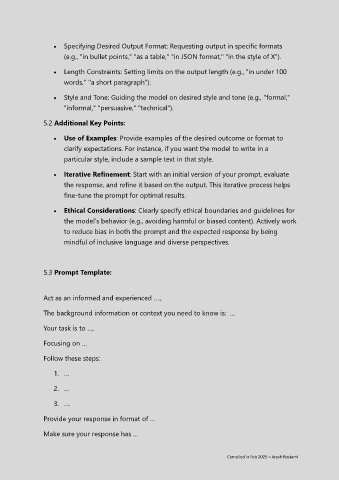 • Specifying Desired Output Format: Requesting output in specific formats
(e.g., "in bullet points," "as a table," "in JSON format," "in the style of X").
• Length Constraints: Setting limits on the output length (e.g., "in under 100
words," "a short paragraph").
• Style and Tone: Guiding the model on desired style and tone (e.g., "formal,"
"informal," "persuasive," "technical").
5.2 Additional Key Points:
• Use of Examples: Provide examples of the desired outcome or format to
clarify expectations. For instance, if you want the model to write in a
particular style, include a sample text in that style.
• Iterative Refinement: Start with an initial version of your prompt, evaluate
the response, and refine it based on the output. This iterative process helps
fine-tune the prompt for optimal results.
• Ethical Considerations: Clearly specify ethical boundaries and guidelines for
the model's behavior (e.g., avoiding harmful or biased content). Actively work
to reduce bias in both the prompt and the expected response by being
mindful of inclusive language and diverse perspectives.
5.3 Prompt Template:
Act as an informed and experienced …,
The background information or context you need to know is: …
Your task is to …,
Focusing on …
Follow these steps:
1. …
2. …
3. …
Provide your response in format of …
Make sure your response has …
Compiled in Feb 2025 – Arash Rostami